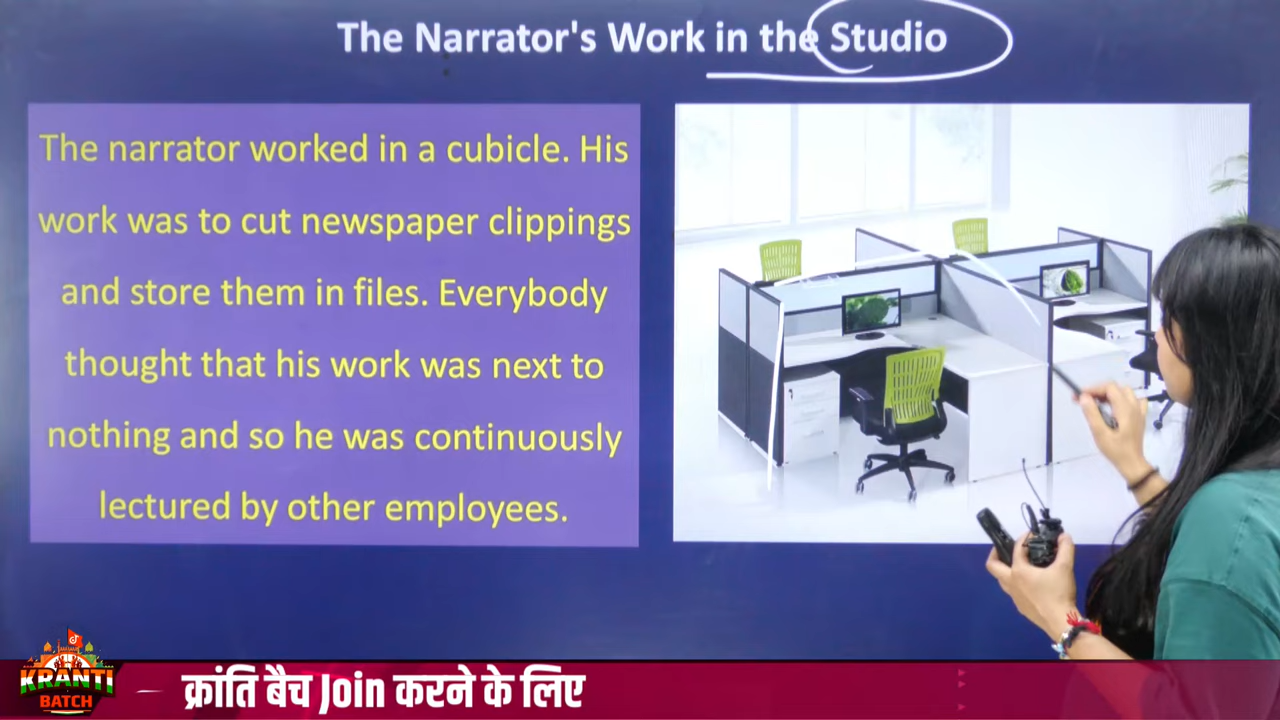 The Narrator's Work in the Studio
The narrator worked in a cubicle. His
work was to cut newspaper clippings
and store them in files. Everybody
thought that his work was next to
nothing and so he was continuously
lectured by other employees.
KRANTI
BATCH
क्रांति बैच Join करने के लिए